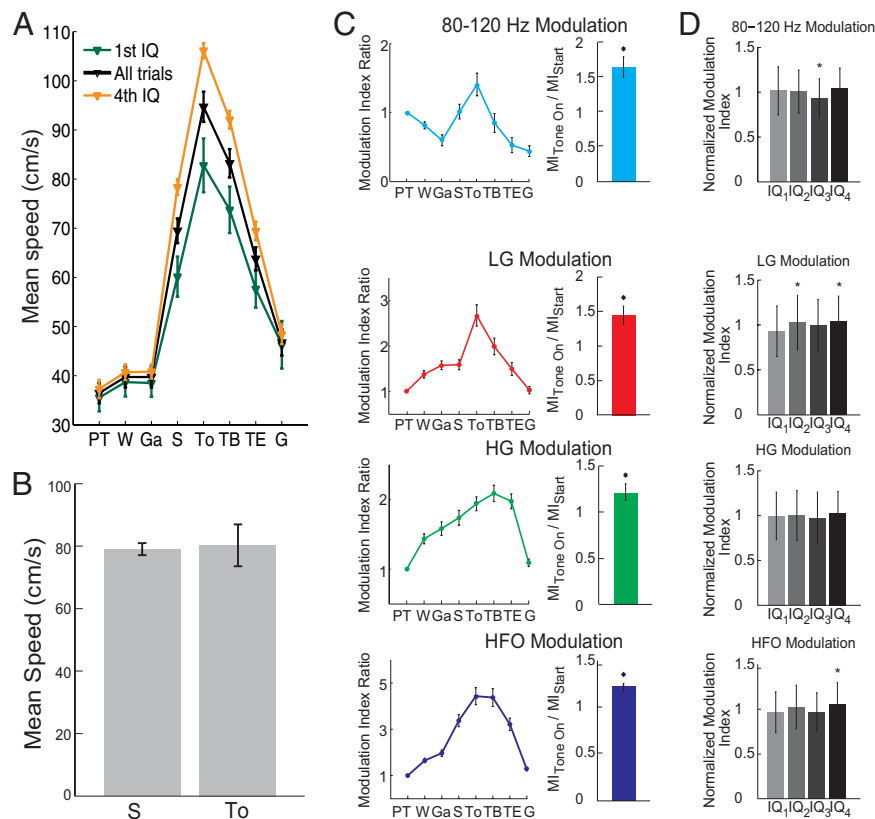 A
110
100
90
80
70
60
50
40
30
Mean speed (cm/s)
1st IQ
All trials
4th IQ
PT W Ga S To TB TE G
B
100
80
60
40
20
0
Mean Speed (cm/s)
S To
C
80-120 Hz Modulation
Modulation Index Ratio
2
1
0
PT W Ga S To TB TE G
MI Tone On / MI Start
2
1.5
1
0.5
0
*
LG Modulation
Modulation Index Ratio
3
2
1
PT W Ga S To TB TE G
MI Tone On / MI Start
2
1.5
1
0.5
0
*
HG Modulation
Modulation Index Ratio
2
1
PT W Ga S To TB TE G
MI Tone On / MI Start
1.5
1
0.5
0
*
HFO Modulation
Modulation Index Ratio
5
3
1
PT W Ga S To TB TE G
MI Tone On / MI Start
1.5
1
0.5
0
*
D
80–120 Hz Modulation
Normalized Modulation
Index
1.5
1
0.5
0
*
IQ1 IQ2 IQ3 IQ4
LG Modulation
Normalized Modulation
Index
1.5
1
0.5
0
* *
IQ1 IQ2 IQ3 IQ4
HG Modulation
Normalized Modulation
Index
1.5
1
0.5
0
IQ1 IQ2 IQ3 IQ4
HFO Modulation
Normalized Modulation
Index
1.5
1
0.5
0
*
IQ1 IQ2 IQ3 IQ4